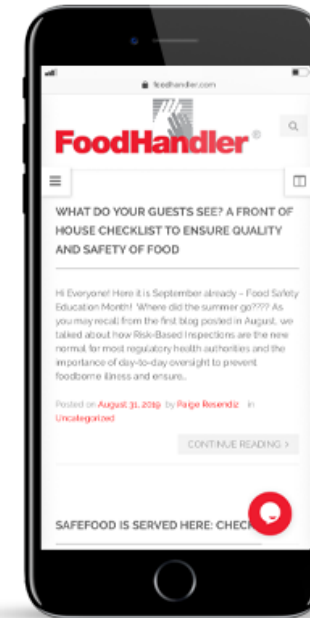 foodhandler.com
FoodHandler®
WHAT DO YOUR GUESTS SEE? A FRONT OF
HOUSE CHECKLIST TO ENSURE QUALITY
AND SAFETY OF FOOD
Hi Everyone! Here it is September already – Food Safety
Education Month! Where did the summer go???? As
you may recall from the first blog posted in August, we
talked about how Risk-Based Inspections are the new
normal for most regulatory health authorities and the
importance of day-to-day oversight to prevent
foodborne illness and ensure…
Posted on August 31, 2019 by Paige Resendiz in
Uncategorized
CONTINUE READING >
SAFEFOOD IS SERVED HERE: CHEC